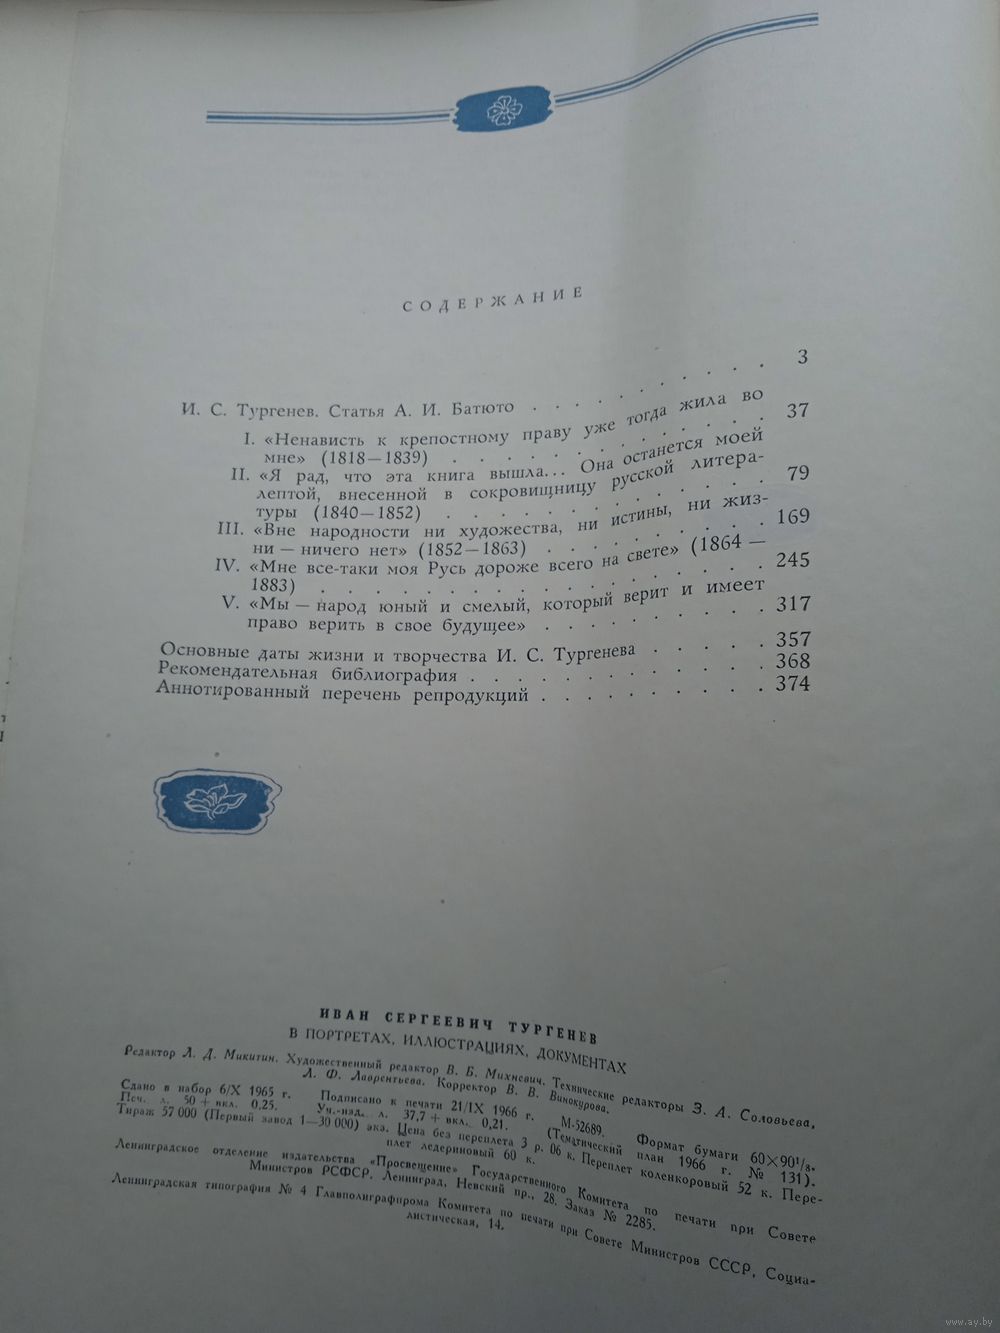 СОДЕРЖАНИЕ
И. С. Тургенев. Статья А. И. Батюто . . . . . . . . . . 3
I. «Ненависть к крепостному праву уже тогда жила во
мне» (1818—1839) . . . . . . . . . . 37
II. «Я рад, что эта книга вышла... Она останется моей
лептой, внесенной в сокровищницу русской литера-
туры (1840—1852) . . . . . . . . . . 79
III. «Вне народности ни художества, ни истины, ни жиз-
ни — ничего нет» (1852—1863) . . . . . . . . 169
IV. «Мне все-таки моя Русь дороже всего на свете» (1864—
1883) . . . . . . . . . . . . . . 245
V. «Мы — народ юный и смелый, который верит и имеет
право верить в свое будущее» . . . . . . . . 317
Основные даты жизни и творчества И. С. Тургенева . . . . . 357
Рекомендательная библиография . . . . . . . . . . 368
Аннотированный перечень репродукций . . . . . . . . . 374
ИВАН СЕРГЕЕВИЧ ТУРГЕНЕВ
В ПОРТРЕТАХ, ИЛЛЮСТРАЦИЯХ, ДОКУМЕНТАХ
Редактор Л. Д. Микитин. Художественный редактор В. Б. Михневич. Технические редакторы З. А. Соловьева,
Л. Ф. Лаврентьева. Корректор В. В. Винокурова.
Сдано в набор 6/X 1965 г. Подписано к печати 21/IX 1966 г. М-52689. Формат бумаги 60×90⅛.
Печ. л. 50 + вкл. 0,25. Уч.-изд. л. 37,7 + вкл. 0,21. (Тематический план 1966 г. № 131).
Тираж 57 000 (Первый завод 1—30 000) экз. Цена без переплета 3 р. 06 к. Переплет коленкоровый 52 к. Пере-
плет ледериновый 60 к.
Ленинградское отделение издательства «Просвещение» Государственного Комитета по печати при Совете
Министров РСФСР. Ленинград, Невский пр., 28. Заказ № 2285.
Ленинградская типография № 4 Главполиграфпрома Комитета по печати при Совете Министров СССР, Социа-
листическая, 14.
www.ay.by